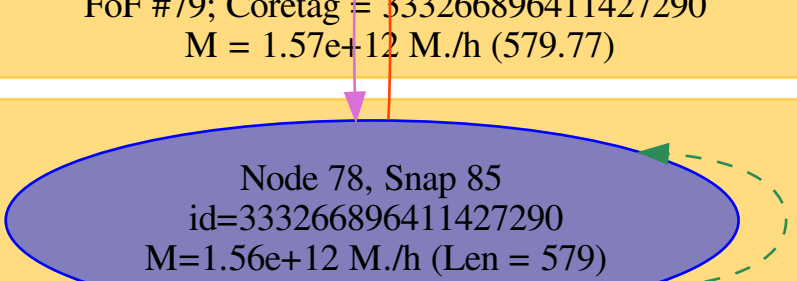 FoF #79; Coretag = 333266896411427290
M = 1.57e+12 M./h (579.77)
Node 78, Snap 85
id=333266896411427290
M=1.56e+12 M./h (Len = 579)